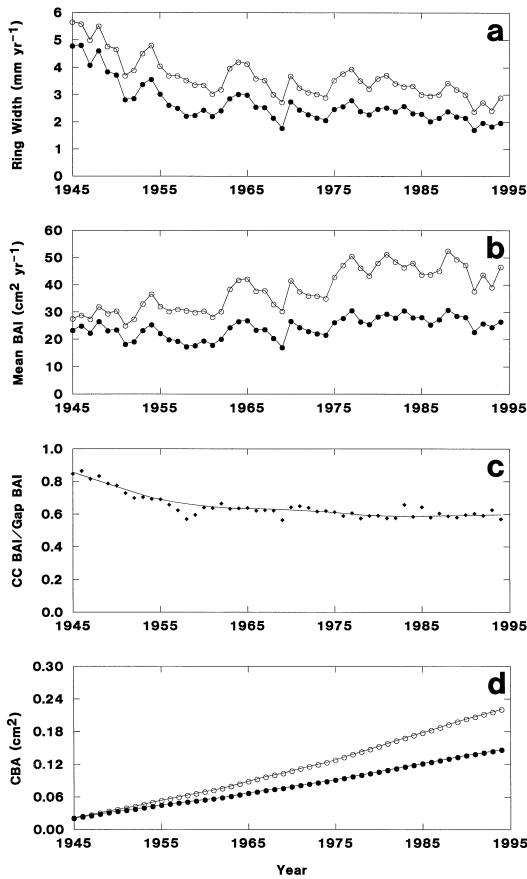 a
Ring Width (mm yr⁻¹)
6
5
4
3
2
1
0
1945 1955 1965 1975 1985 1995
b
Mean BAI (cm² yr⁻¹)
60
50
40
30
20
10
0
1945 1955 1965 1975 1985 1995
c
CC BAI/Gap BAI
1.0
0.8
0.6
0.4
0.2
0.0
1945 1955 1965 1975 1985 1995
d
CBA (cm²)
0.30
0.24
0.18
0.12
0.06
0.00
1945 1955 1965 1975 1985 1995
Year